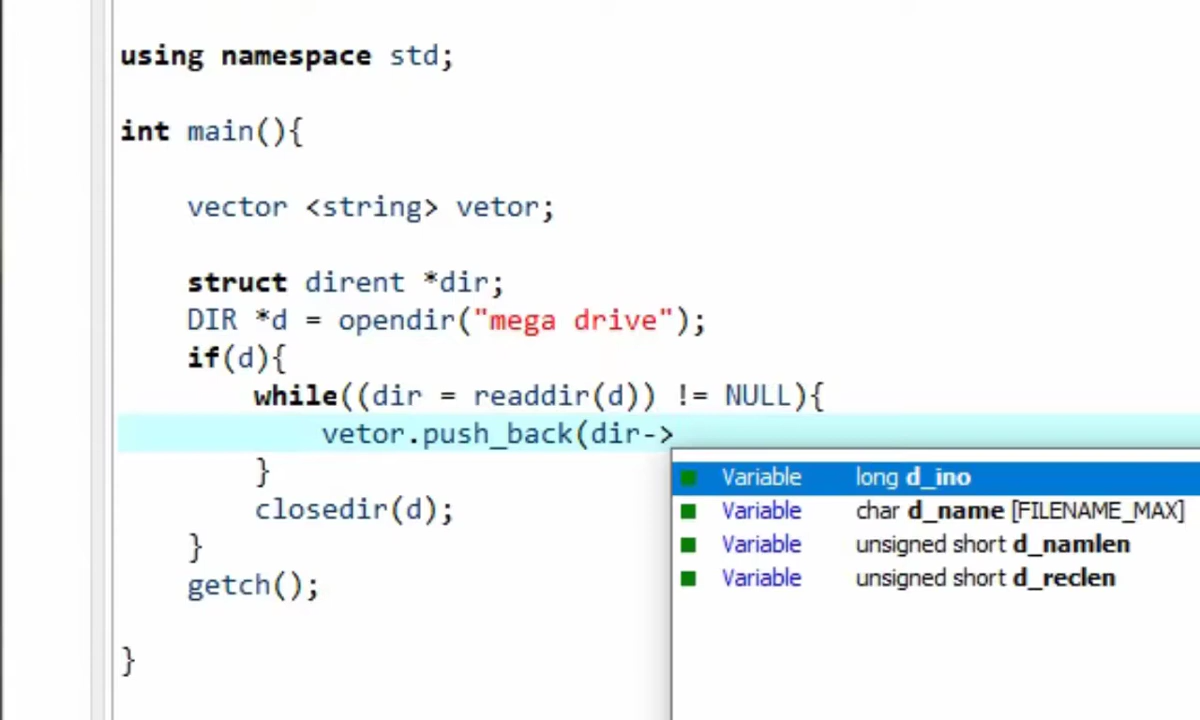 using namespace std;
int main(){
vector <string> vetor;
struct dirent *dir;
DIR *d = opendir("mega drive");
if(d){
while((dir = readdir(d)) != NULL){
vetor.push_back(dir->
Variable long d_ino
Variable char d_name [FILENAME_MAX]
Variable unsigned short d_namlen
Variable unsigned short d_reclen
}
closedir(d);
}
getch();
}